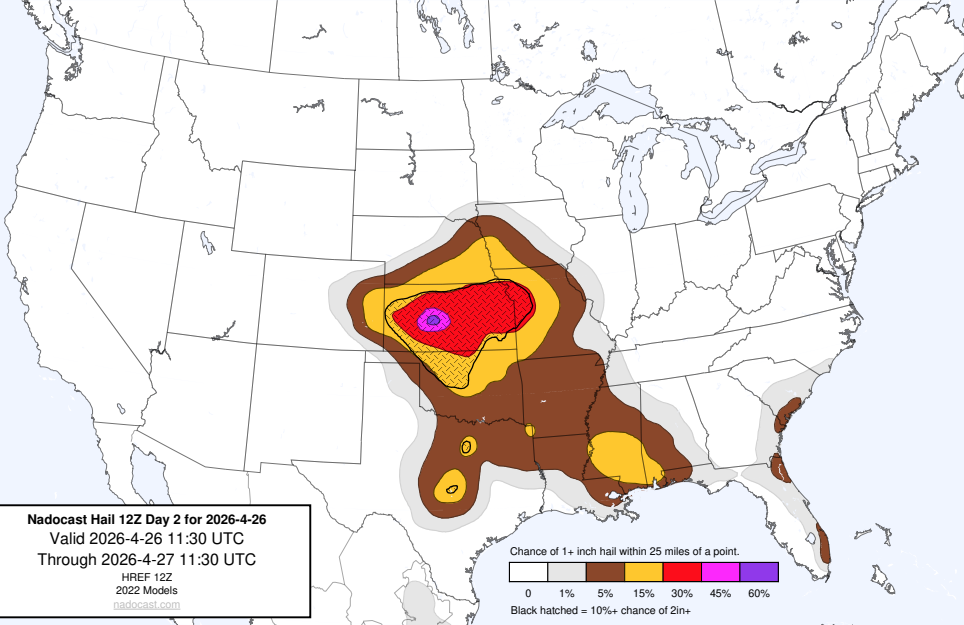 Nadocast Hail 12Z Day 2 for 2026-4-26
Valid 2026-4-26 11:30 UTC
Through 2026-4-27 11:30 UTC
HREF 12Z
2022 Models
nadocast.com
Chance of 1+ inch hail within 25 miles of a point.
0 1% 5% 15% 30% 45% 60%
Black hatched = 10%+ chance of 2in+